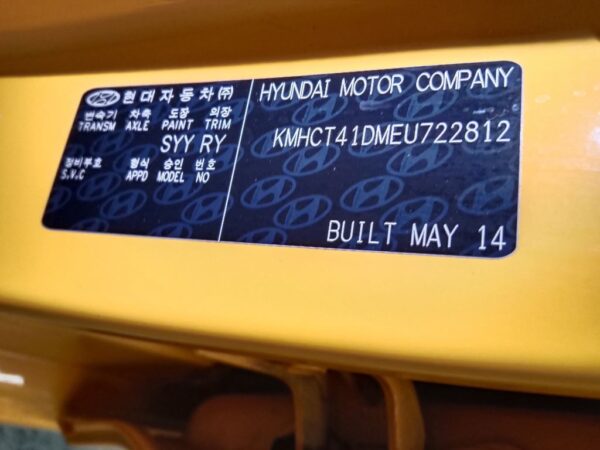 현대자동차(주)
변속기 차축 도장 외장
TRANSM AXLE PAINT TRIM
SYY RY
정비부호 형식 승인 번호
S.V.C APPD MODEL NO
HYUNDAI MOTOR COMPANY
KMHCT41DMEU722812
BUILT MAY 14